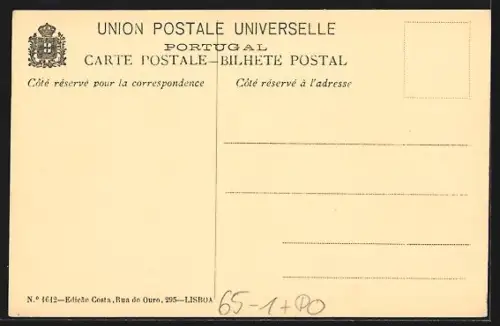 UNION POSTALE UNIVERSELLE
PORTUGAL
CARTE POSTALE—BILHETE POSTAL
Côté réservé pour la correspondence
Côté réservé à l'adresse
N.º 1612—Edição Costa, Rua do Ouro, 295—LISBOA
65-1+PO